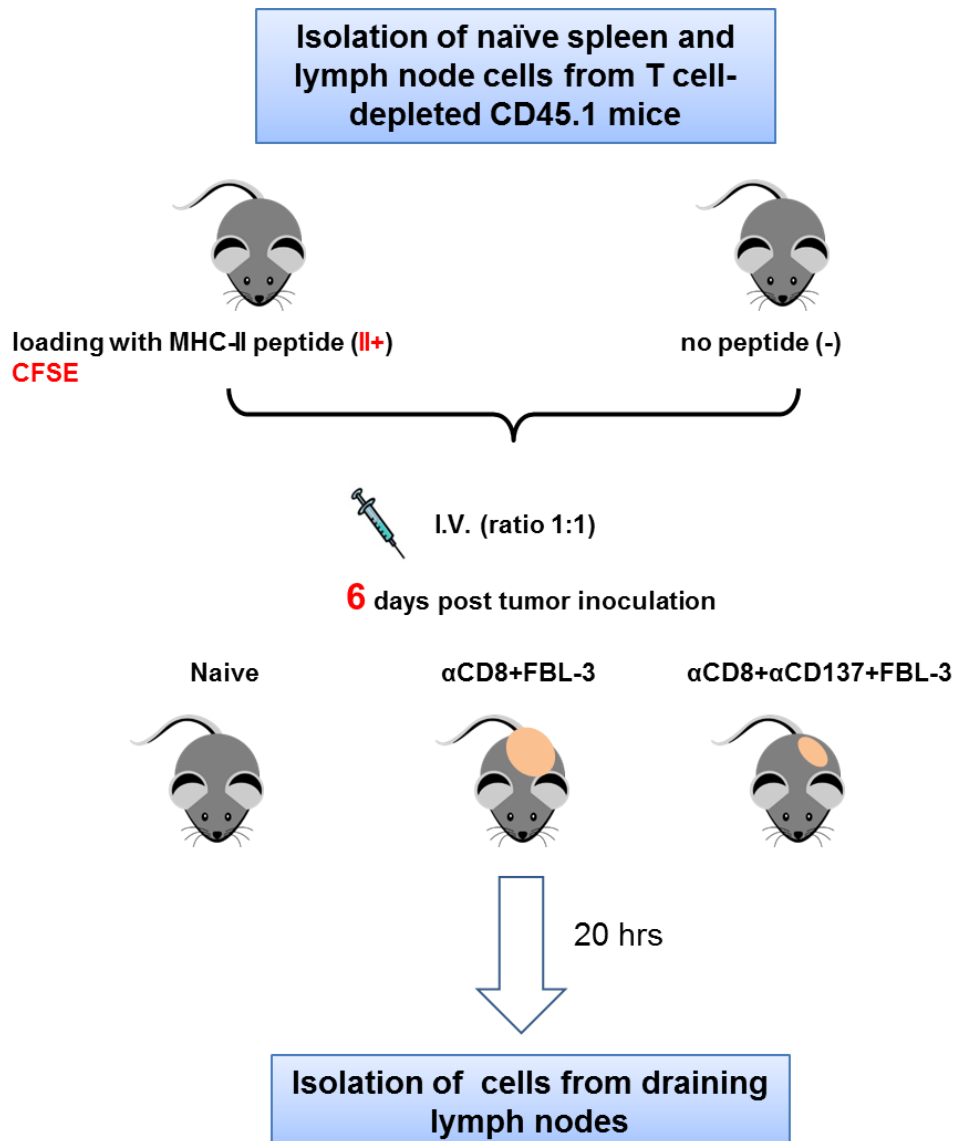 Isolation of naïve spleen and
lymph node cells from T cell-
depleted CD45.1 mice
loading with MHC-II peptide (II+)
CFSE
no peptide (-)
I.V. (ratio 1:1)
6 days post tumor inoculation
Naive
αCD8+FBL-3
αCD8+αCD137+FBL-3
20 hrs
Isolation of cells from draining
lymph nodes